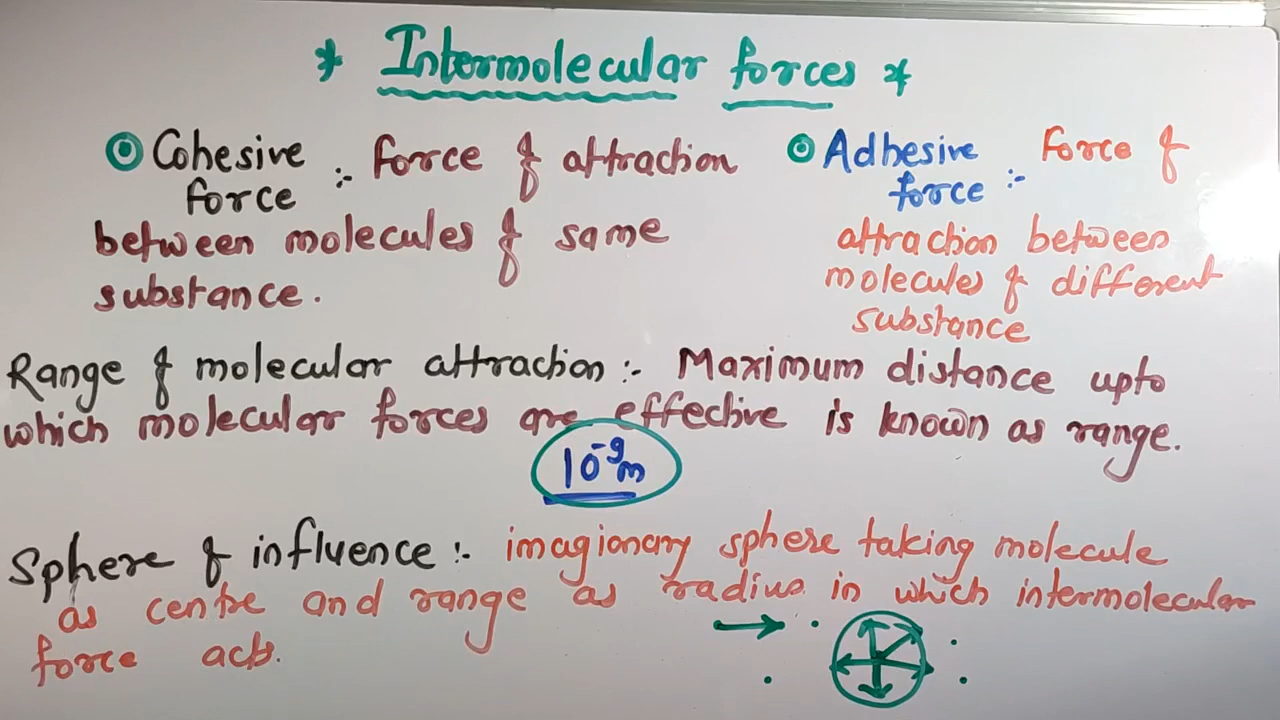 * Intermolecular forces *
Cohesive force :- Force of attraction
between molecules of same
substance.
Adhesive force :- Force of
attraction between
molecules of different
substance
Range of molecular attraction :- Maximum distance upto
which molecular forces are effective is known as range.
10⁻⁹m
Sphere of influence :- imagionary sphere taking molecule
as centre and range as radius in which intermolecular
force acts.